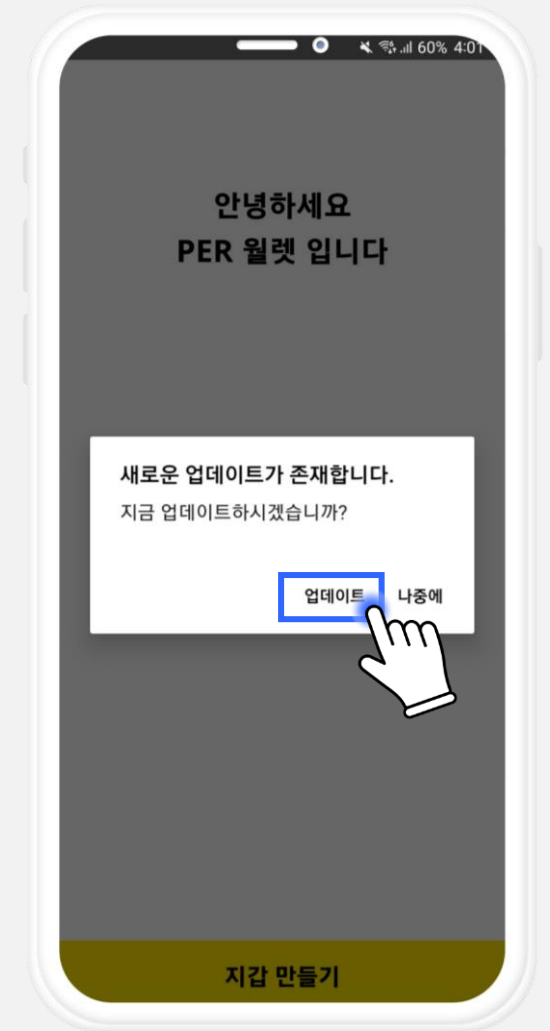 60% 4:01
안녕하세요
PER 월렛 입니다
새로운 업데이트가 존재합니다.
지금 업데이트하시겠습니까?
업데이트 나중에
지갑 만들기